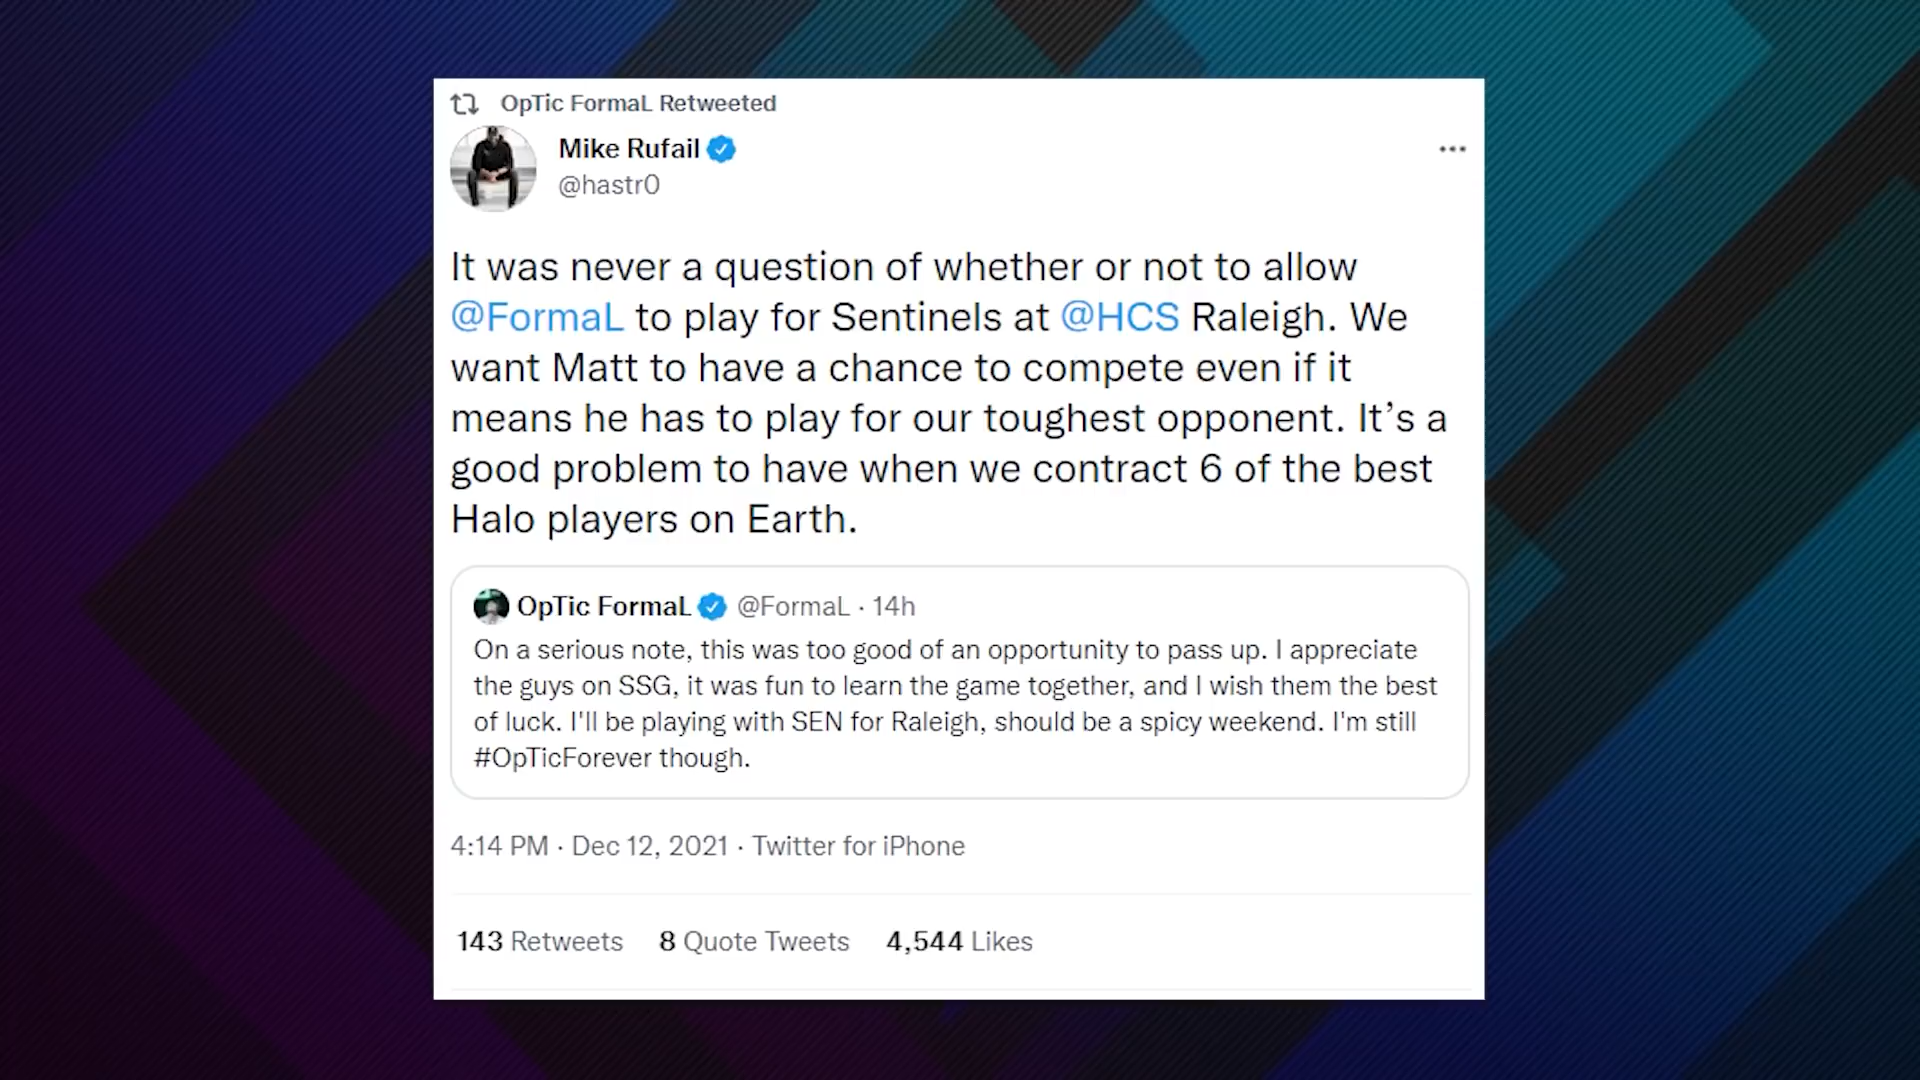 OpTic FormaL Retweeted
Mike Rufail
@hastr0
It was never a question of whether or not to allow
@FormaL to play for Sentinels at @HCS Raleigh. We
want Matt to have a chance to compete even if it
means he has to play for our toughest opponent. It’s a
good problem to have when we contract 6 of the best
Halo players on Earth.
OpTic FormaL @FormaL · 14h
On a serious note, this was too good of an opportunity to pass up. I appreciate
the guys on SSG, it was fun to learn the game together, and I wish them the best
of luck. I'll be playing with SEN for Raleigh, should be a spicy weekend. I'm still
#OpTicForever though.
4:14 PM · Dec 12, 2021 · Twitter for iPhone
143 Retweets 8 Quote Tweets 4,544 Likes